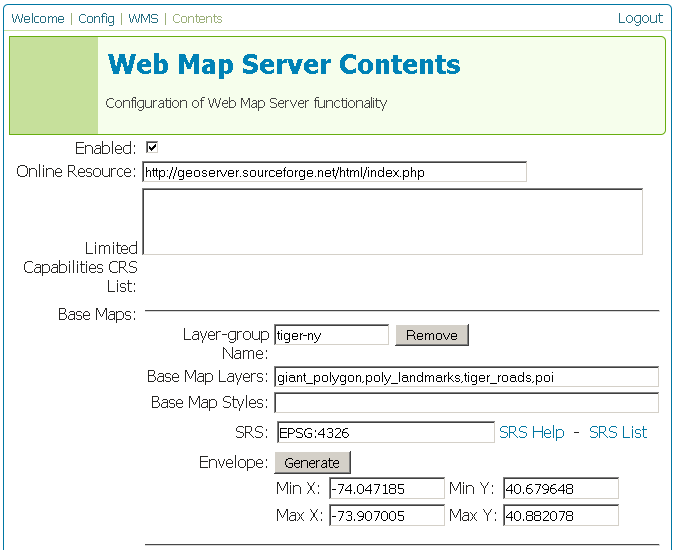 Welcome | Config | WMS | Contents Logout
Web Map Server Contents
Configuration of Web Map Server functionality
Enabled:
Online Resource: http://geoserver.sourceforge.net/html/index.php
Limited
Capabilities CRS
List:
Base Maps:
Layer-group tiger-ny Remove
Name:
Base Map Layers: giant_polygon,poly_landmarks,tiger_roads,poi
Base Map Styles:
SRS: EPSG:4326 SRS Help - SRS List
Envelope: Generate
Min X: -74.047185 Min Y: 40.679648
Max X: -73.907005 Max Y: 40.882078